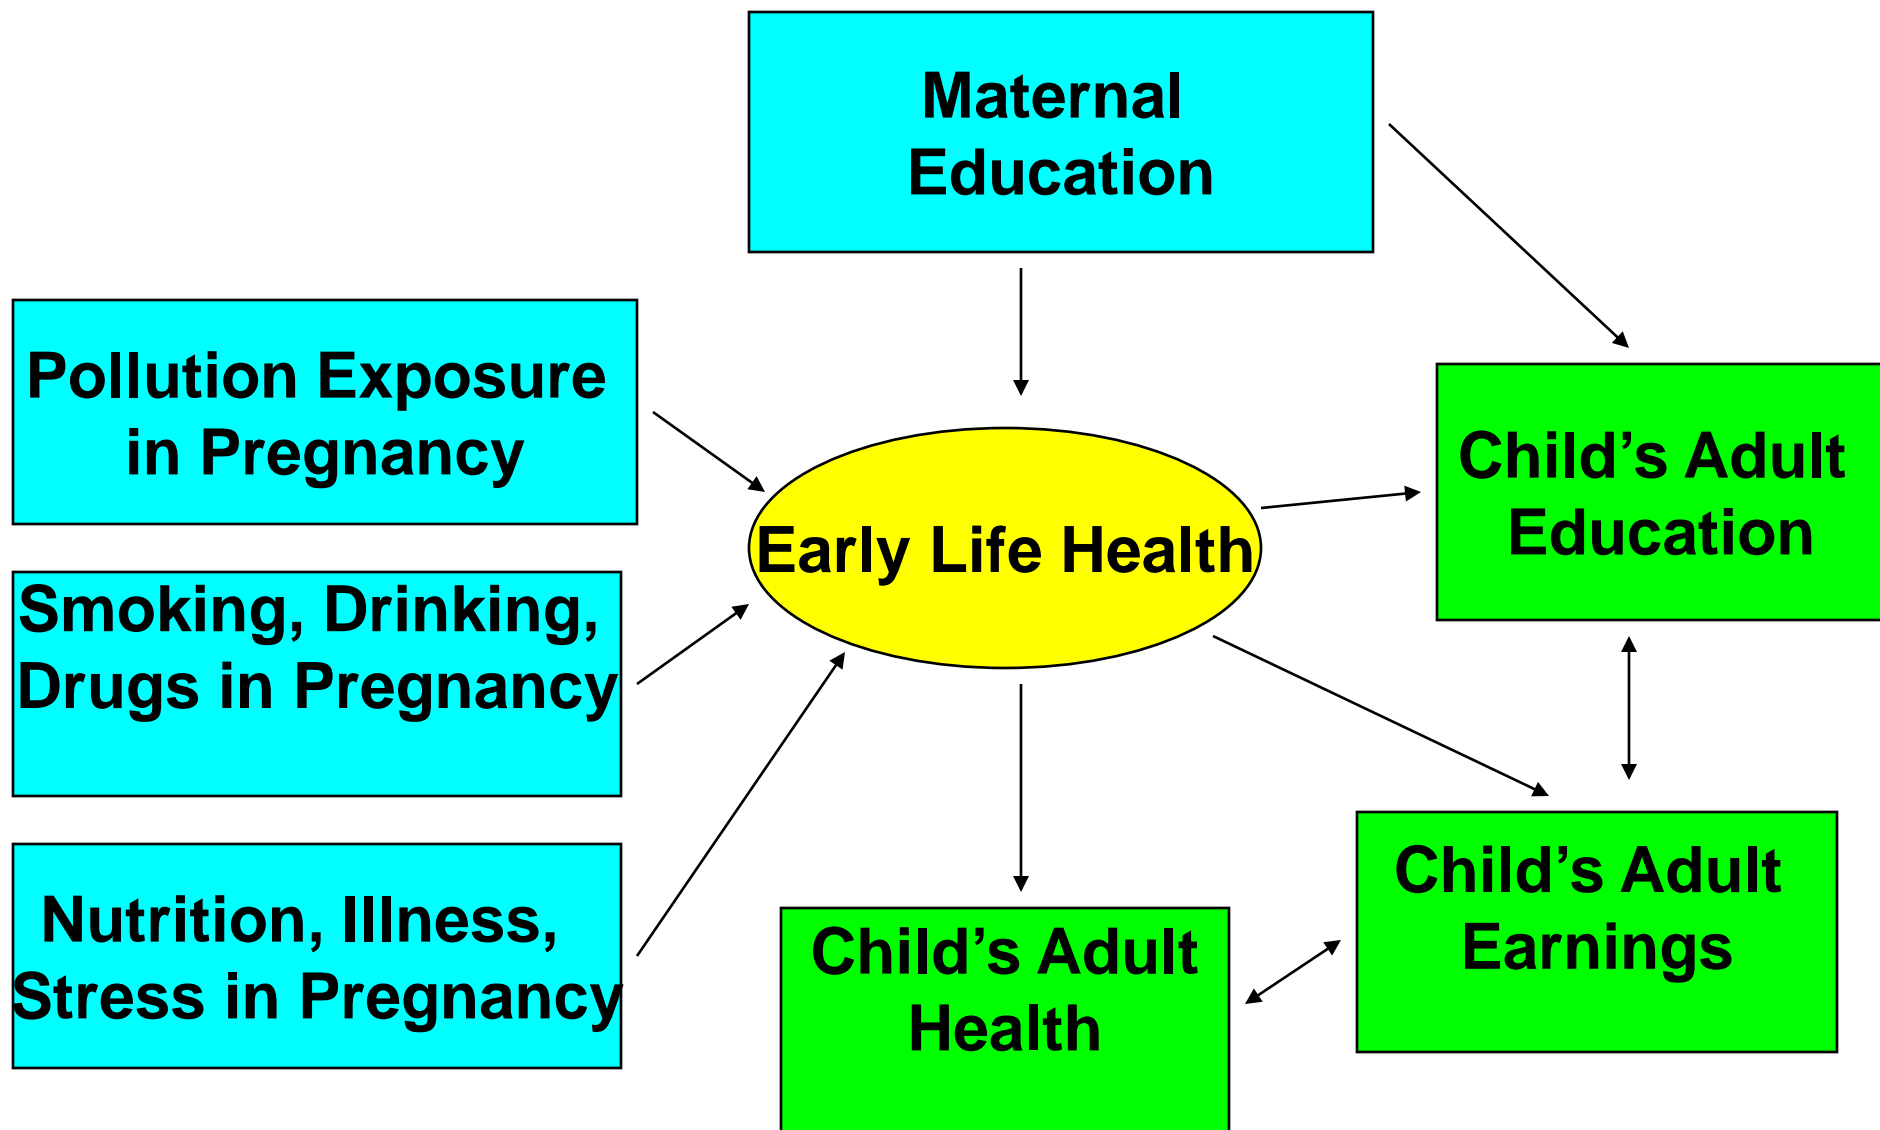 Maternal
Education
Pollution Exposure
in Pregnancy
Smoking, Drinking,
Drugs in Pregnancy
Nutrition, Illness,
Stress in Pregnancy
Early Life Health
Child’s Adult
Education
Child’s Adult
Earnings
Child’s Adult
Health